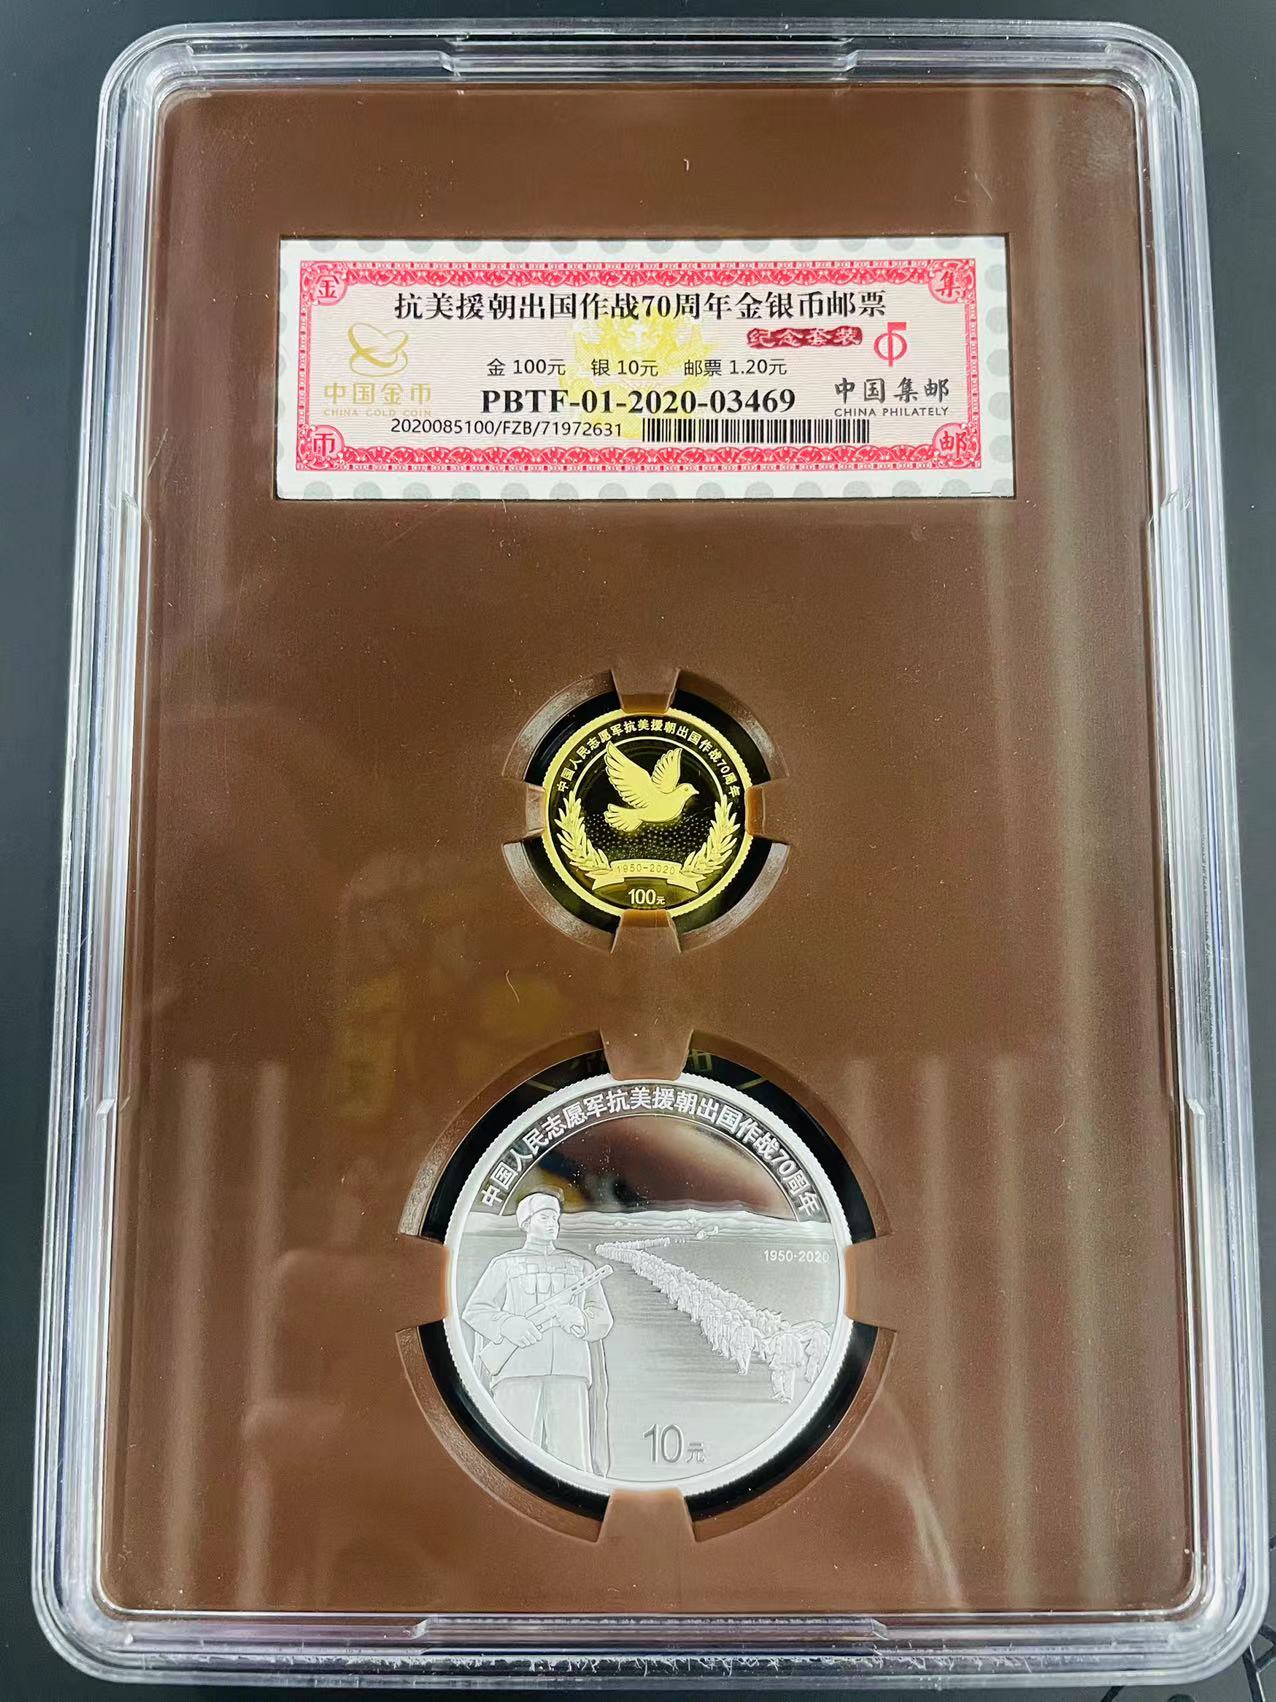 金
集
抗美援朝出国作战70周年金银币邮票
纪念套装
金 100元 银 10元 邮票 1.20元
中国金币
CHINA GOLD COIN
PBTF-01-2020-03469
中国集邮
CHINA PHILATELY
2020085100/FZB/71972631
币
邮
中国人民志愿军抗美援朝出国作战70周年
1950-2020
100元
中国人民志愿军抗美援朝出国作战70周年
1950-2020
10元